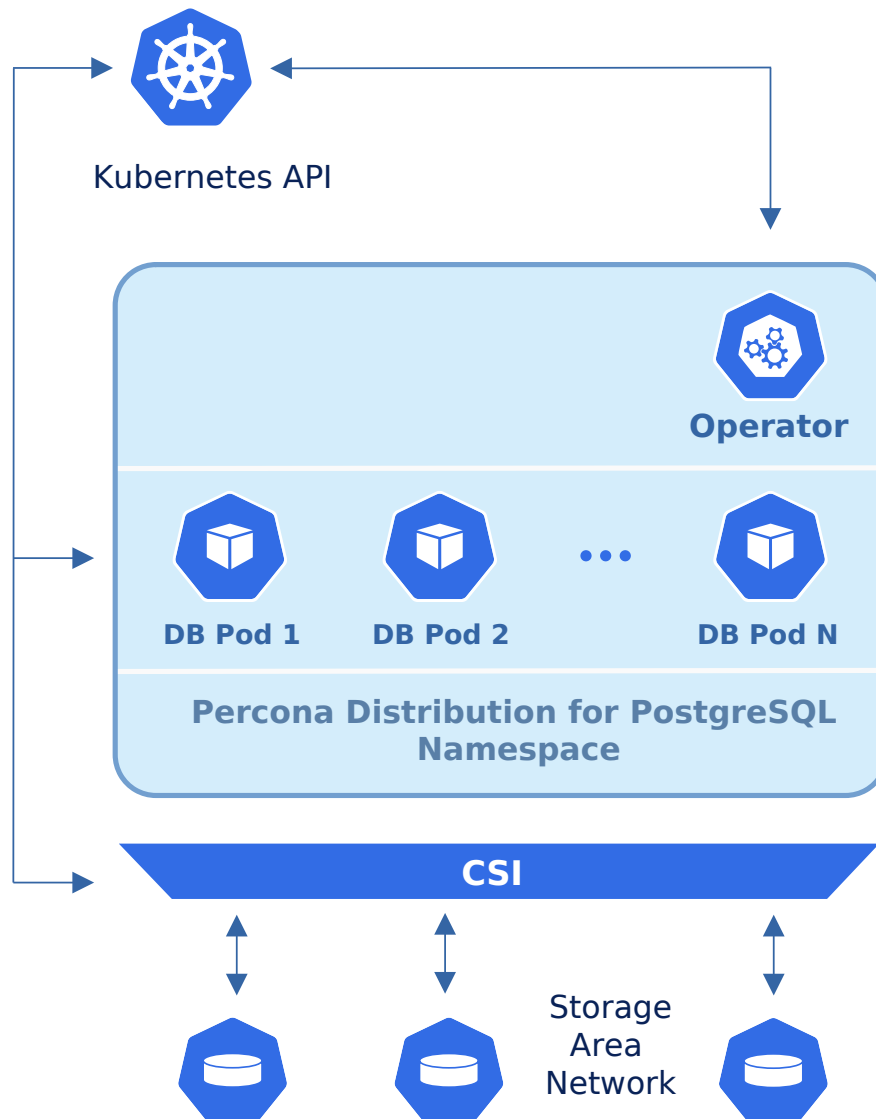 Kubernetes API
Operator
DB Pod 1
DB Pod 2
DB Pod N
Percona Distribution for PostgreSQL
Namespace
CSI
Storage
Area
Network